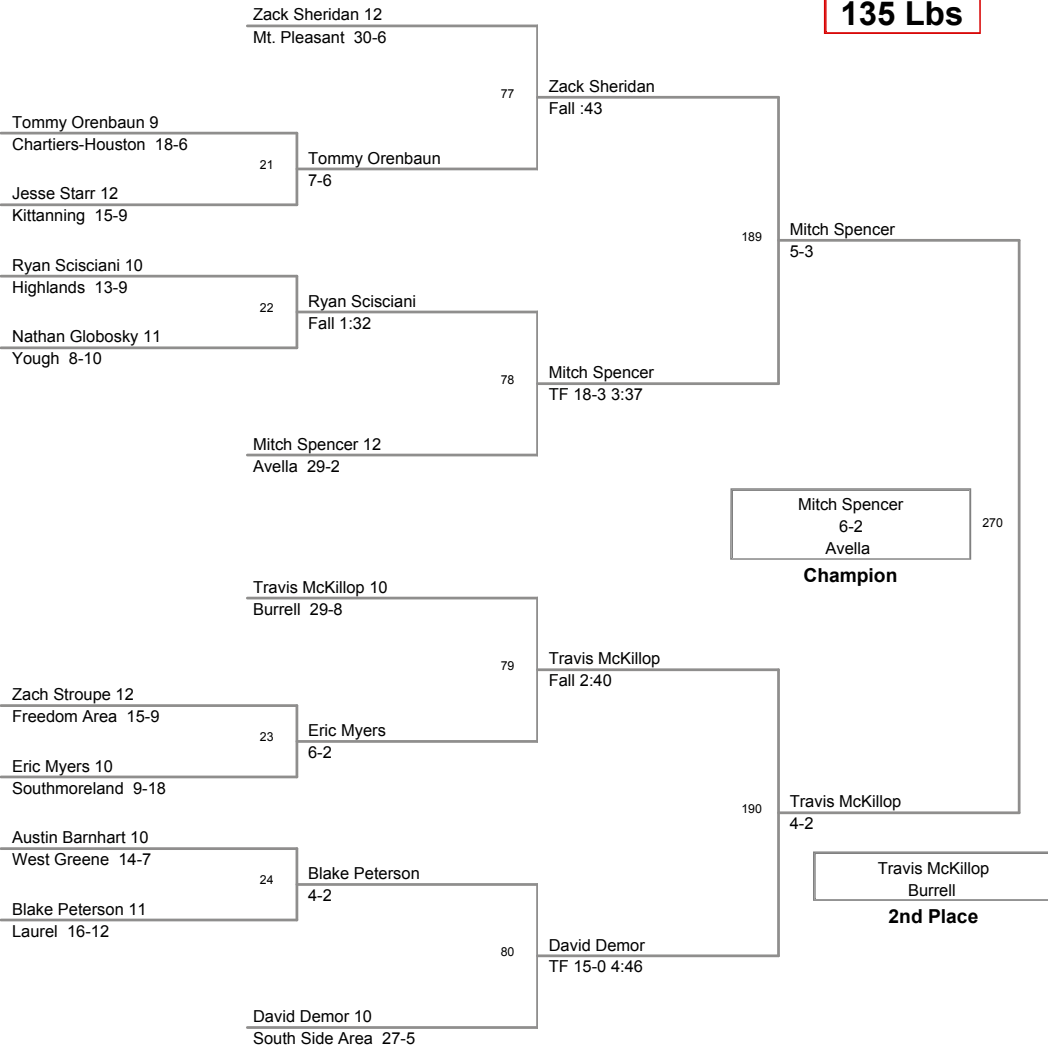 135 Lbs
Zack Sheridan 12
Mt. Pleasant 30-6
77
Zack Sheridan
Fall :43
Tommy Orenbaun 9
Chartiers-Houston 18-6
21
Tommy Orenbaun
7-6
Jesse Starr 12
Kittanning 15-9
189
Mitch Spencer
5-3
Ryan Scisciani 10
Highlands 13-9
22
Ryan Scisciani
Fall 1:32
Nathan Globosky 11
Yough 8-10
78
Mitch Spencer
TF 18-3 3:37
Mitch Spencer 12
Avella 29-2
Mitch Spencer
6-2
Avella
270
Champion
Travis McKillop 10
Burrell 29-8
79
Travis McKillop
Fall 2:40
Zach Stroupe 12
Freedom Area 15-9
23
Eric Myers
6-2
Eric Myers 10
Southmoreland 9-18
190
Travis McKillop
4-2
Austin Barnhart 10
West Greene 14-7
24
Blake Peterson
4-2
Blake Peterson 11
Laurel 16-12
Travis McKillop
Burrell
2nd Place
80
David Demor
TF 15-0 4:46
David Demor 10
South Side Area 27-5